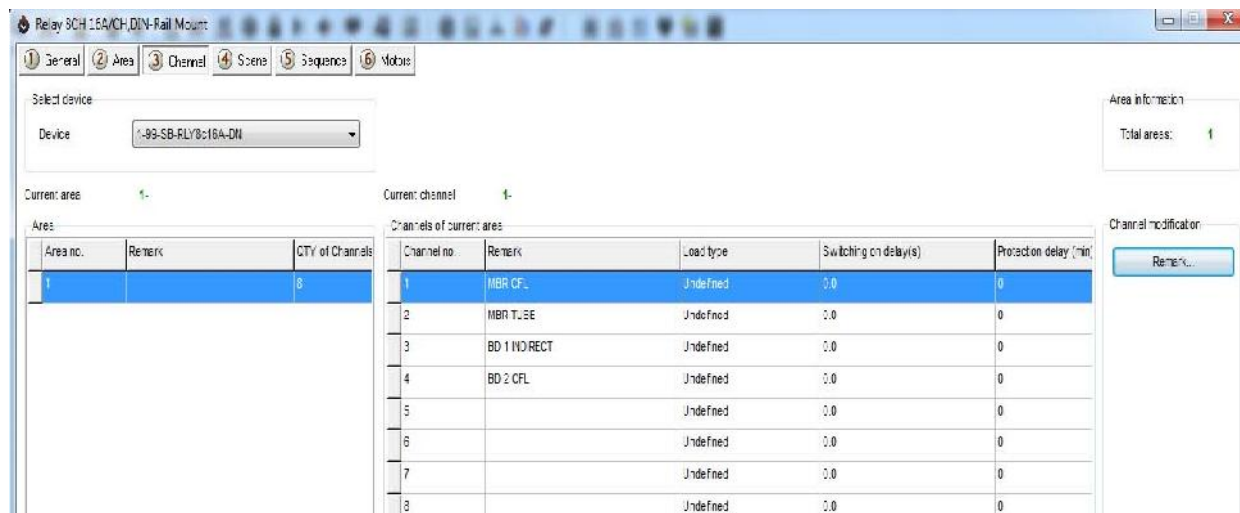 Relay 8CH 16A/CH,DIN-Rail Mount
1 General 2 Area 3 Channel 4 Scene 5 Sequence 6 Motors
Select device
Device 1-99-SB-RLY8c16A-DN
Area information
Total areas: 1
Current area 1-
Current channel 1-
Area
Area no. Remark QTY of Channels
1 8
Channels of current area
Channel no. Remark Load type Switching on delay(s) Protection delay (min)
1 MBR CFL Undefined 0.0 0
2 MBR TUBE Undefined 0.0 0
3 BD 1 INDIRECT Undefined 0.0 0
4 BD 2 CFL Undefined 0.0 0
5 Undefined 0.0 0
6 Undefined 0.0 0
7 Undefined 0.0 0
8 Undefined 0.0 0
Channel modification
Remark...